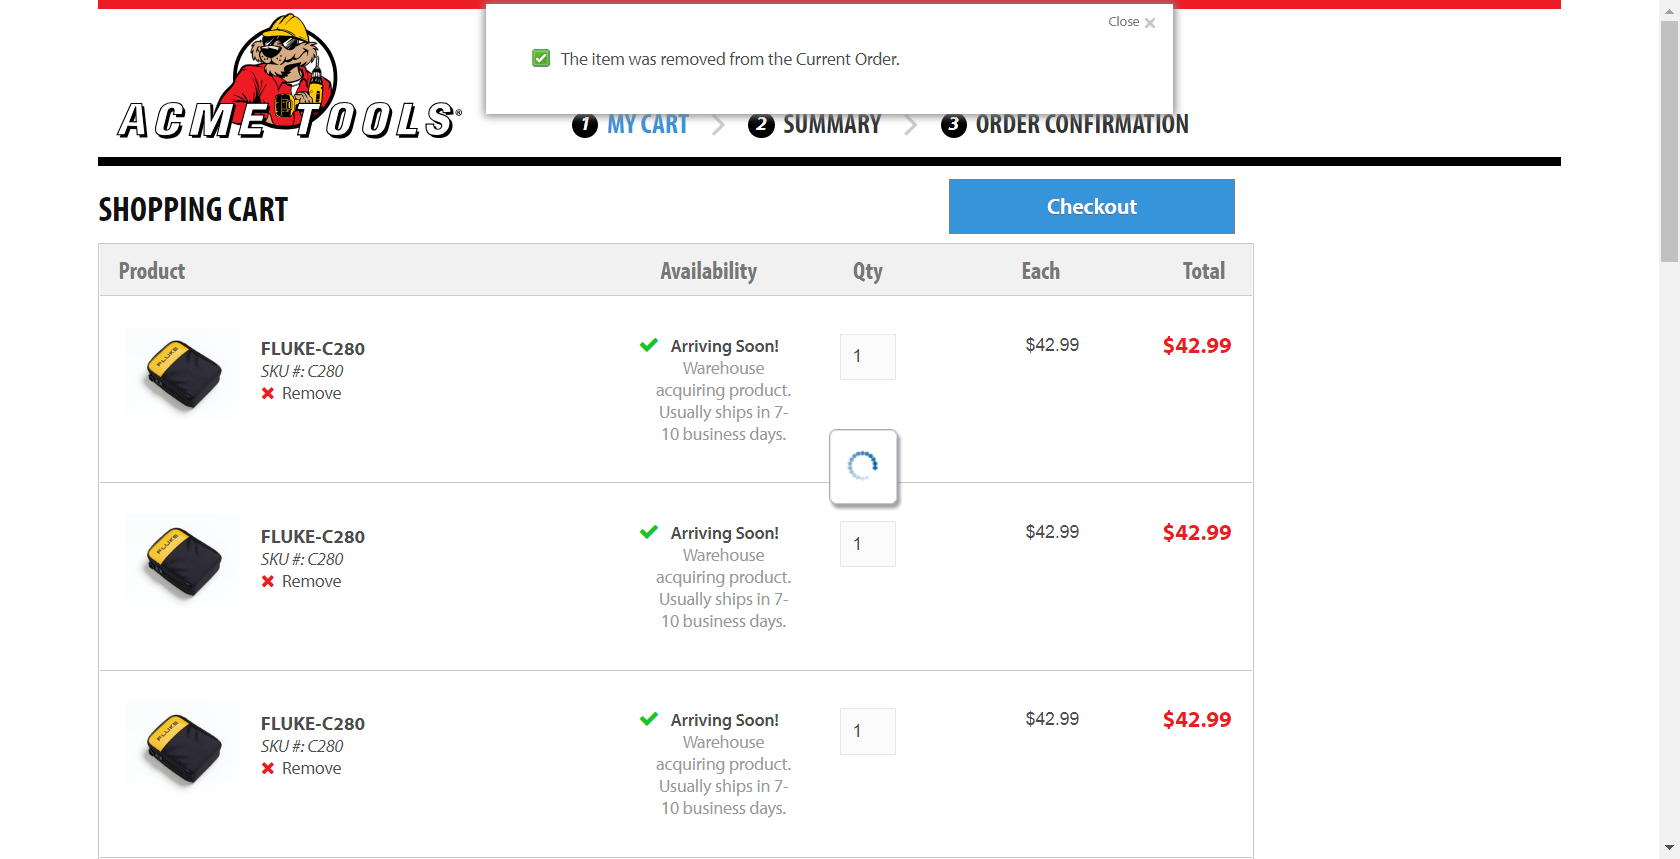 Close
The item was removed from the Current Order.
ACME TOOLS®
1 MY CART 2 SUMMARY 3 ORDER CONFIRMATION
SHOPPING CART
Checkout
Product Availability Qty Each Total
FLUKE
FLUKE-C280
SKU #: C280
Remove
Arriving Soon!
Warehouse
acquiring product.
Usually ships in 7-
10 business days.
1
$42.99
$42.99
FLUKE
FLUKE-C280
SKU #: C280
Remove
Arriving Soon!
Warehouse
acquiring product.
Usually ships in 7-
10 business days.
1
$42.99
$42.99
FLUKE
FLUKE-C280
SKU #: C280
Remove
Arriving Soon!
Warehouse
acquiring product.
Usually ships in 7-
10 business days.
1
$42.99
$42.99